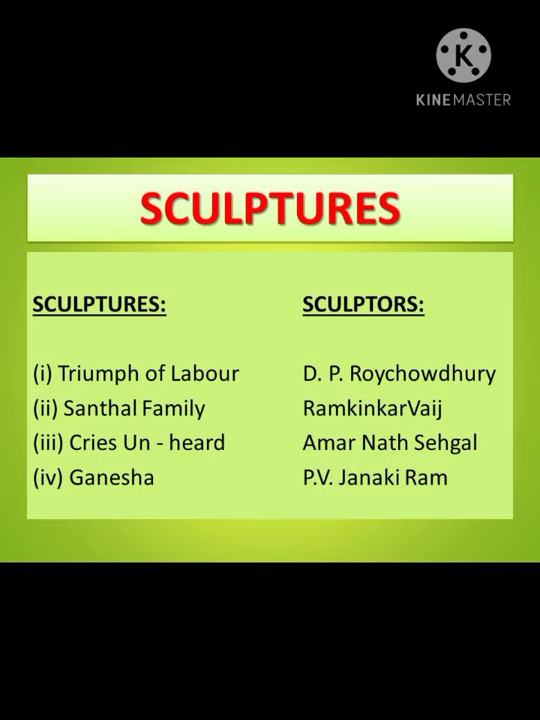 K
KINEMASTER
SCULPTURES
SCULPTURES: SCULPTORS:
(i) Triumph of Labour D. P. Roychowdhury
(ii) Santhal Family RamkinkarVaij
(iii) Cries Un - heard Amar Nath Sehgal
(iv) Ganesha P.V. Janaki Ram